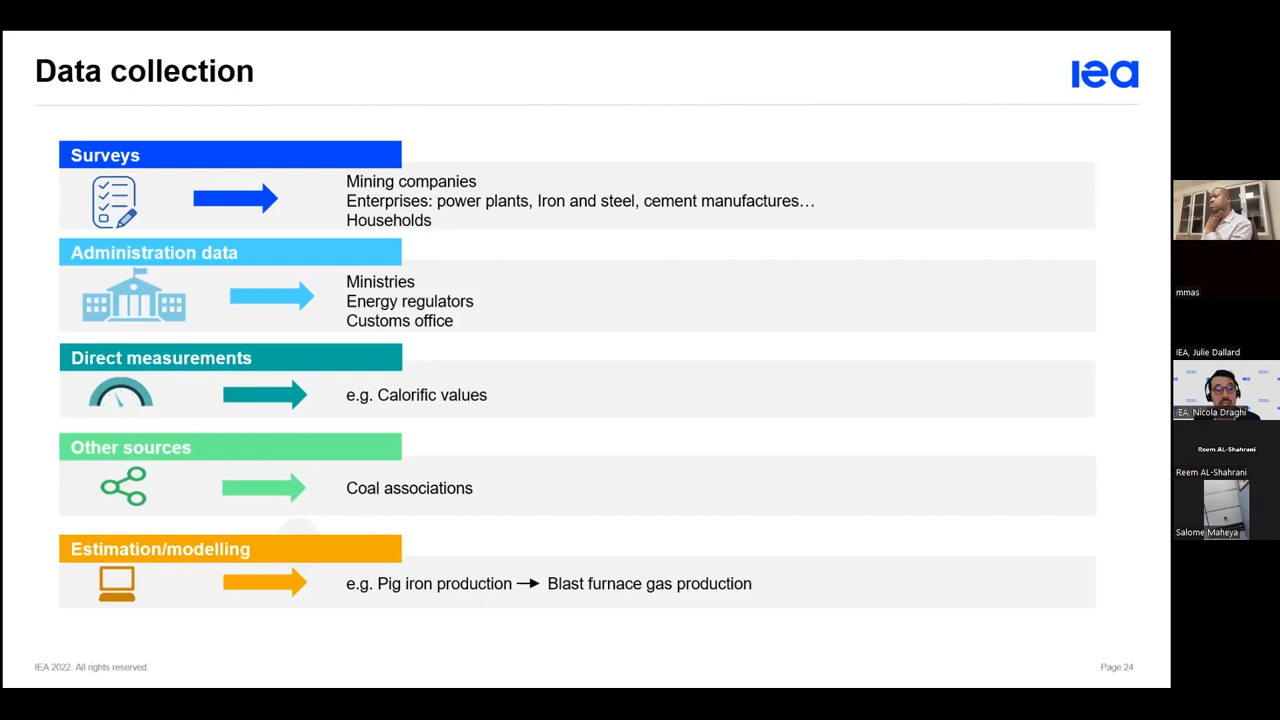 Data collection
iea
Surveys
Mining companies
Enterprises: power plants, Iron and steel, cement manufactures…
Households
Administration data
Ministries
Energy regulators
Customs office
Direct measurements
e.g. Calorific values
Other sources
Coal associations
Estimation/modelling
e.g. Pig iron production → Blast furnace gas production
IEA 2022. All rights reserved.
Page 24
mmas
IEA, Julie Dallard
IEA, Nicola Draghi
Reem AL-Shahrani
Reem AL-Shahrani
Salome Maheya